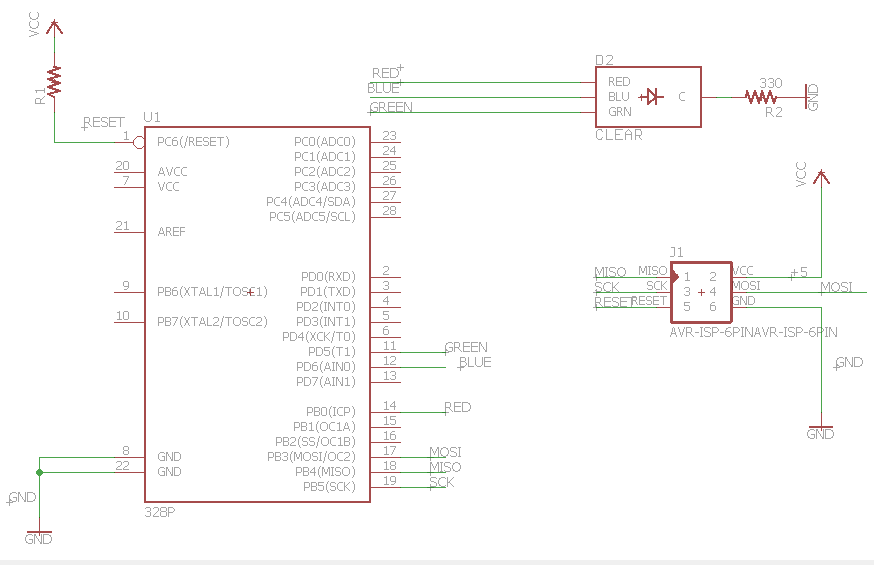 VCC
R1
RESET
U1
1 PC6(/RESET)
20 AVCC
7 VCC
21 AREF
9 PB6(XTAL1/TOSC1)
10 PB7(XTAL2/TOSC2)
8 GND
22 GND
GND
GND
328P
PC0(ADC0) 23
PC1(ADC1) 24
PC2(ADC2) 25
PC3(ADC3) 26
PC4(ADC4/SDA) 27
PC5(ADC5/SCL) 28
PD0(RXD) 2
PD1(TXD) 3
PD2(INT0) 4
PD3(INT1) 5
PD4(XCK/T0) 6
PD5(T1) 11 GREEN
PD6(AIN0) 12 BLUE
PD7(AIN1) 13
PB0(ICP) 14 RED
PB1(OC1A) 15
PB2(SS/OC1B) 16
PB3(MOSI/OC2) 17 MOSI
PB4(MISO) 18 MISO
PB5(SCK) 19 SCK
RED
BLUE
GREEN
D2
RED
BLU C
GRN
CLEAR
330
R2
GND
VCC
J1
MISO MISO 1 2 VCC +5
SCK SCK 3 4 MOSI MOSI
RESET RESET 5 6 GND
AVR-ISP-6PINAVR-ISP-6PIN
GND
GND